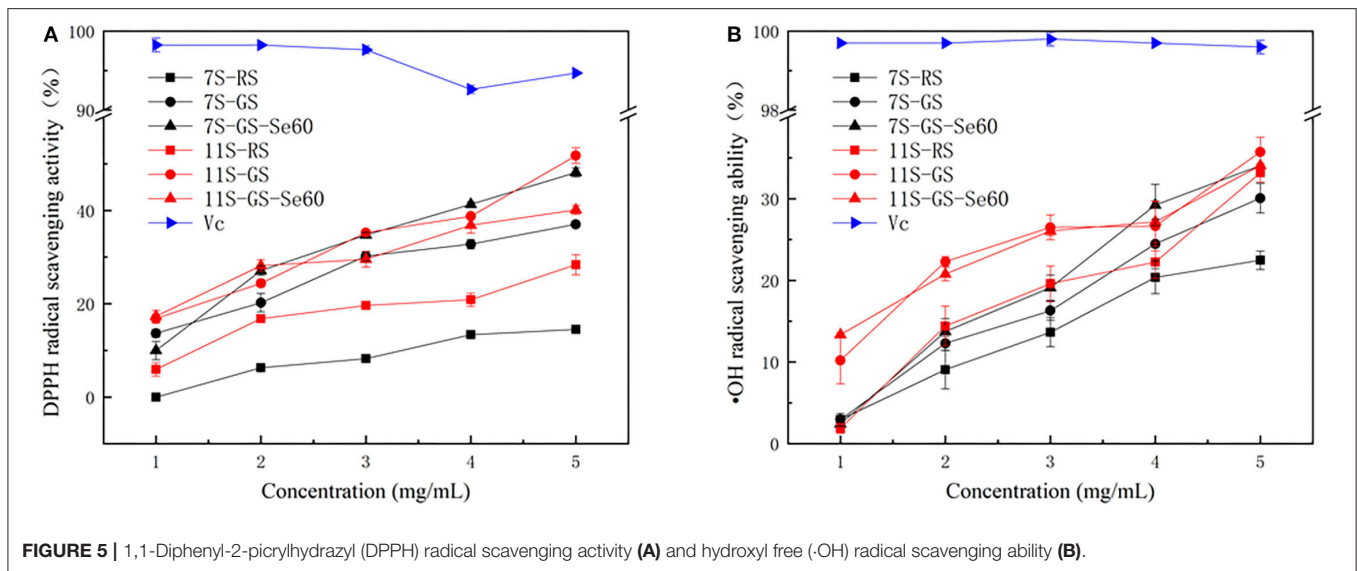 A
100
90
40
20
0
DPPH radical scavenging activity (%)
7S-RS
7S-GS
7S-GS-Se60
11S-RS
11S-GS
11S-GS-Se60
Vc
1 2 3 4 5
Concentration (mg/mL)
B
100
98
30
20
10
0
•OH radical scavenging ability (%)
7S-RS
7S-GS
7S-GS-Se60
11S-RS
11S-GS
11S-GS-Se60
Vc
1 2 3 4 5
Concentration (mg/mL)
FIGURE 5 | 1,1-Diphenyl-2-picrylhydrazyl (DPPH) radical scavenging activity (A) and hydroxyl free (·OH) radical scavenging ability (B).